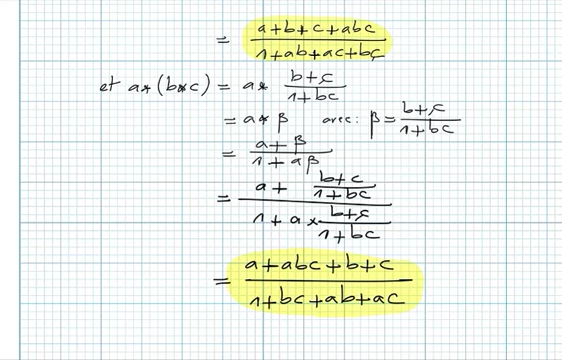 = (a+b+c+abc)/(1+ab+ac+bc)
et a*(b*c) = a* (b+c)/(1+bc)
= a * β avec: β = (b+c)/(1+bc)
= (a+β)/(1+aβ)
= (a + (b+c)/(1+bc))/(1 + a × (b+c)/(1+bc))
= (a+abc+b+c)/(1+bc+ab+ac)